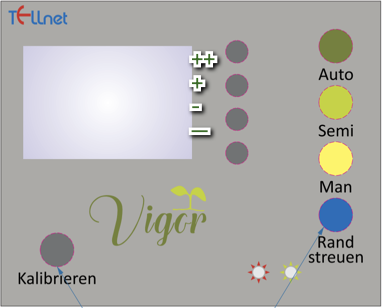 TELLnet
++
+
-
—
Auto
Semi
Man
Rand
streuen
Vigor
Kalibrieren